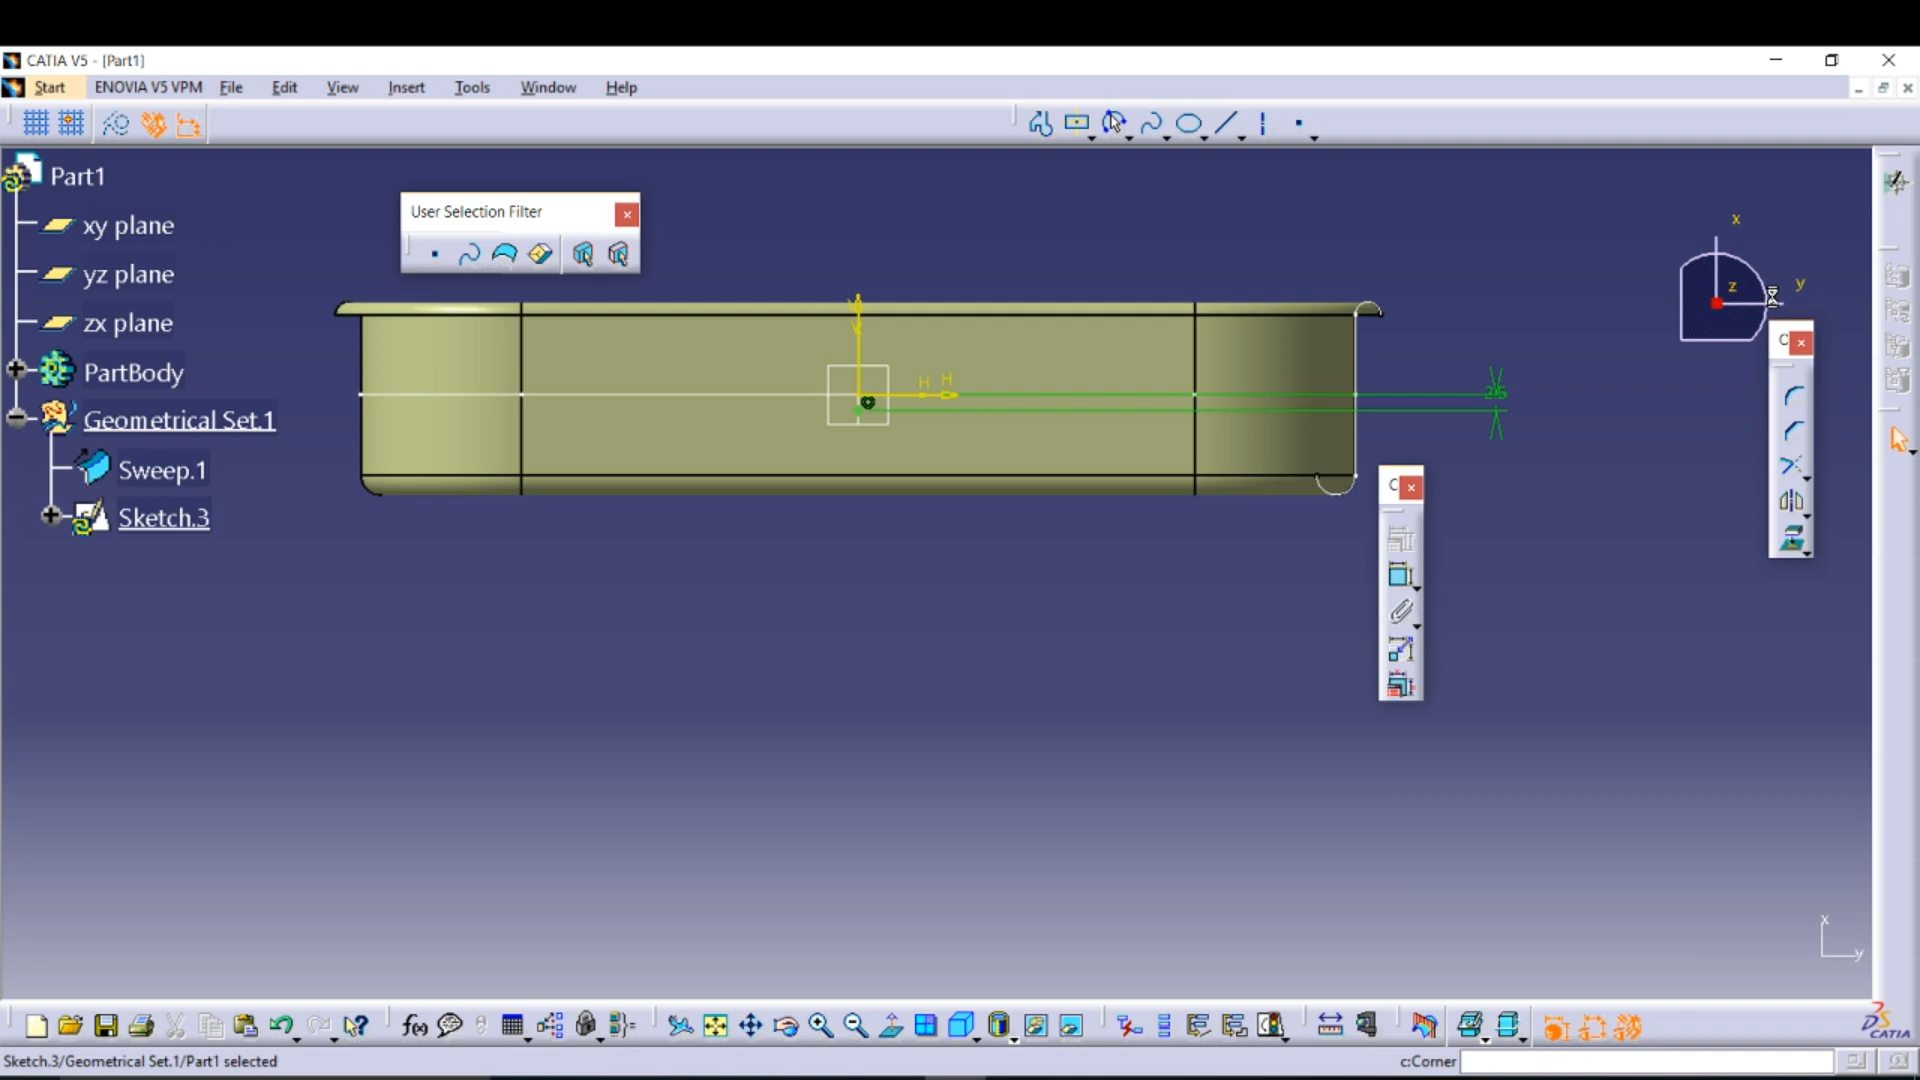 CATIA V5 - [Part1]
Start ENOVIA V5 VPM File Edit View Insert Tools Window Help
Part1
xy plane
yz plane
zx plane
PartBody
Geometrical Set.1
Sweep.1
Sketch.3
User Selection Filter
V
V
H H
x
z y
C
C
x
y
f(x)
DS CATIA
Sketch.3/Geometrical Set.1/Part1 selected
c:Corner